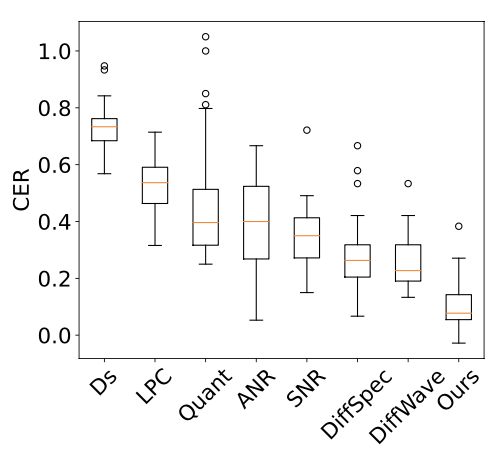 CER
1.0
0.8
0.6
0.4
0.2
0.0
Ds
LPC
Quant
ANR
SNR
DiffSpec
DiffWave
Ours